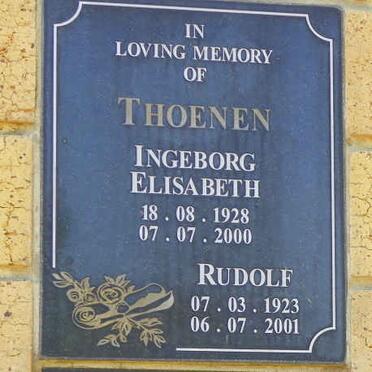 IN
LOVING MEMORY
OF
THOENEN
INGEBORG
ELISABETH
18 . 08 . 1928
07 . 07 . 2000
RUDOLF
07 . 03 . 1923
06 . 07 . 2001